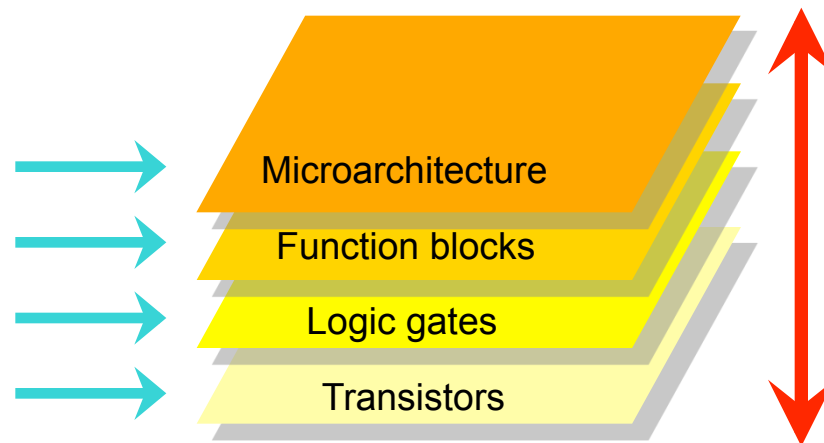 Microarchitecture
Function blocks
Logic gates
Transistors